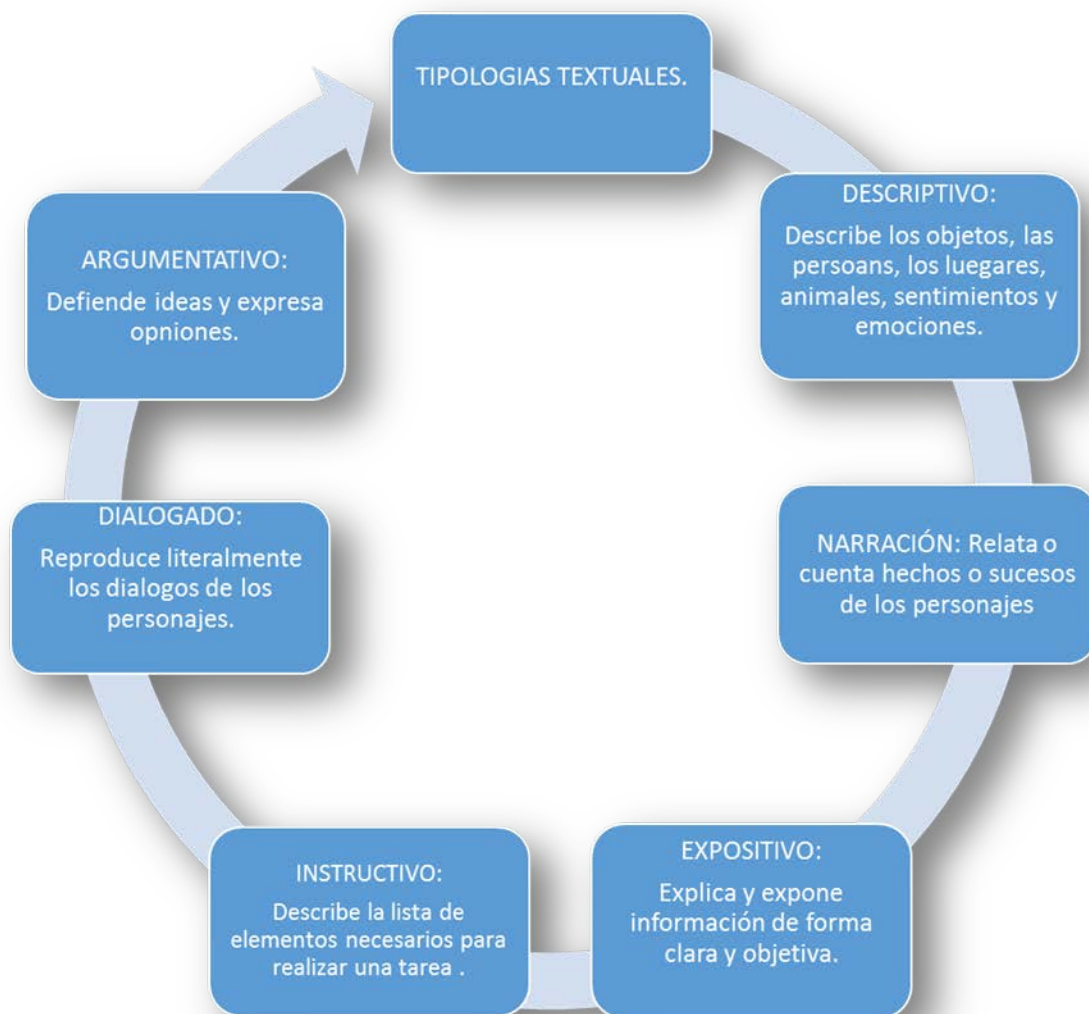 TIPOLOGIAS TEXTUALES.
DESCRIPTIVO:
Describe los objetos, las
persoans, los luegares,
animales, sentimientos y
emociones.
NARRACIÓN: Relata o
cuenta hechos o sucesos
de los personajes
EXPOSITIVO:
Explica y expone
información de forma
clara y objetiva.
INSTRUCTIVO:
Describe la lista de
elementos necesarios para
realizar una tarea .
DIALOGADO:
Reproduce literalmente
los dialogos de los
personajes.
ARGUMENTATIVO:
Defiende ideas y expresa
opniones.